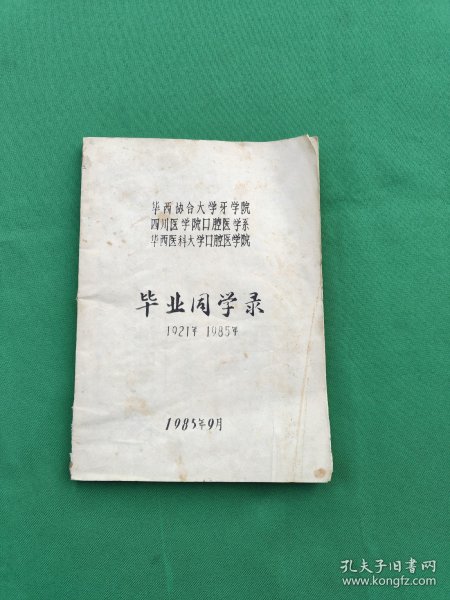 华西协合大学牙学院
四川医学院口腔医学系
华西医科大学口腔医学院
毕业同学录
1921年 1985年
1985年9月
孔夫子旧书网
www.kongfz.com